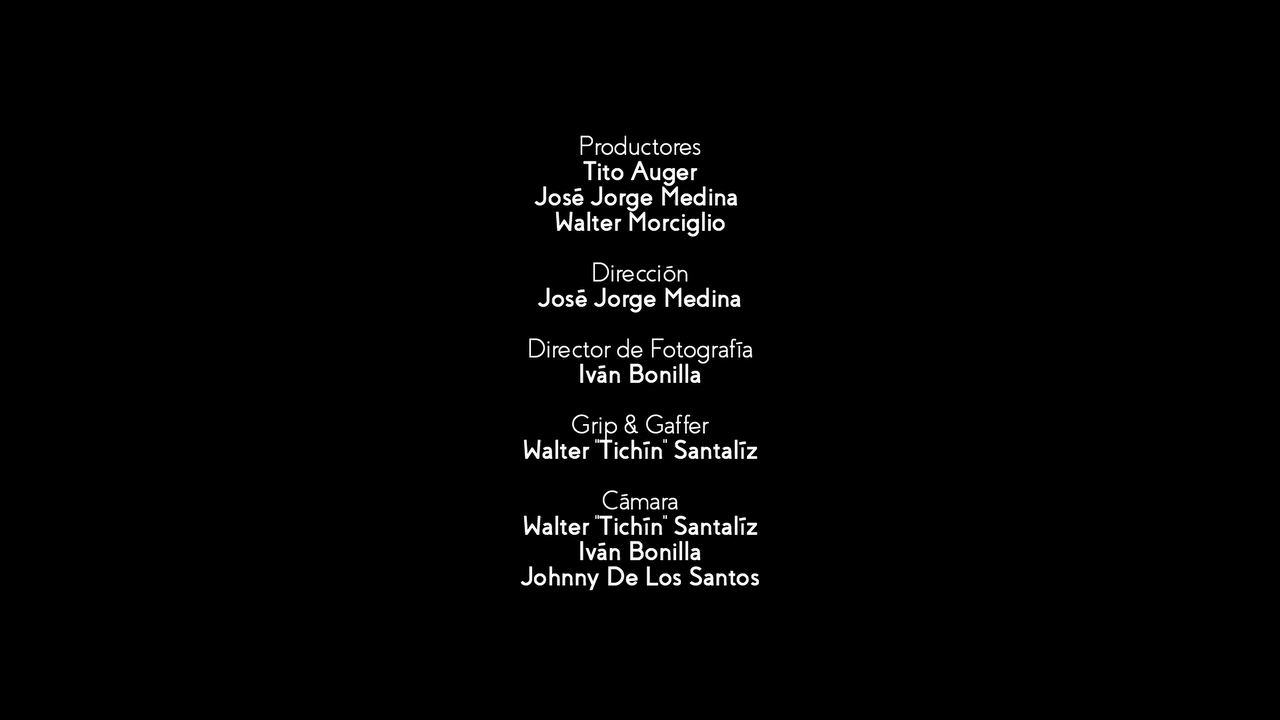 Productores
Tito Auger
José Jorge Medina
Walter Morciglio
Dirección
José Jorge Medina
Director de Fotografía
Iván Bonilla
Grip & Gaffer
Walter "Tichín" Santalíz
Cámara
Walter "Tichín" Santalíz
Iván Bonilla
Johnny De Los Santos